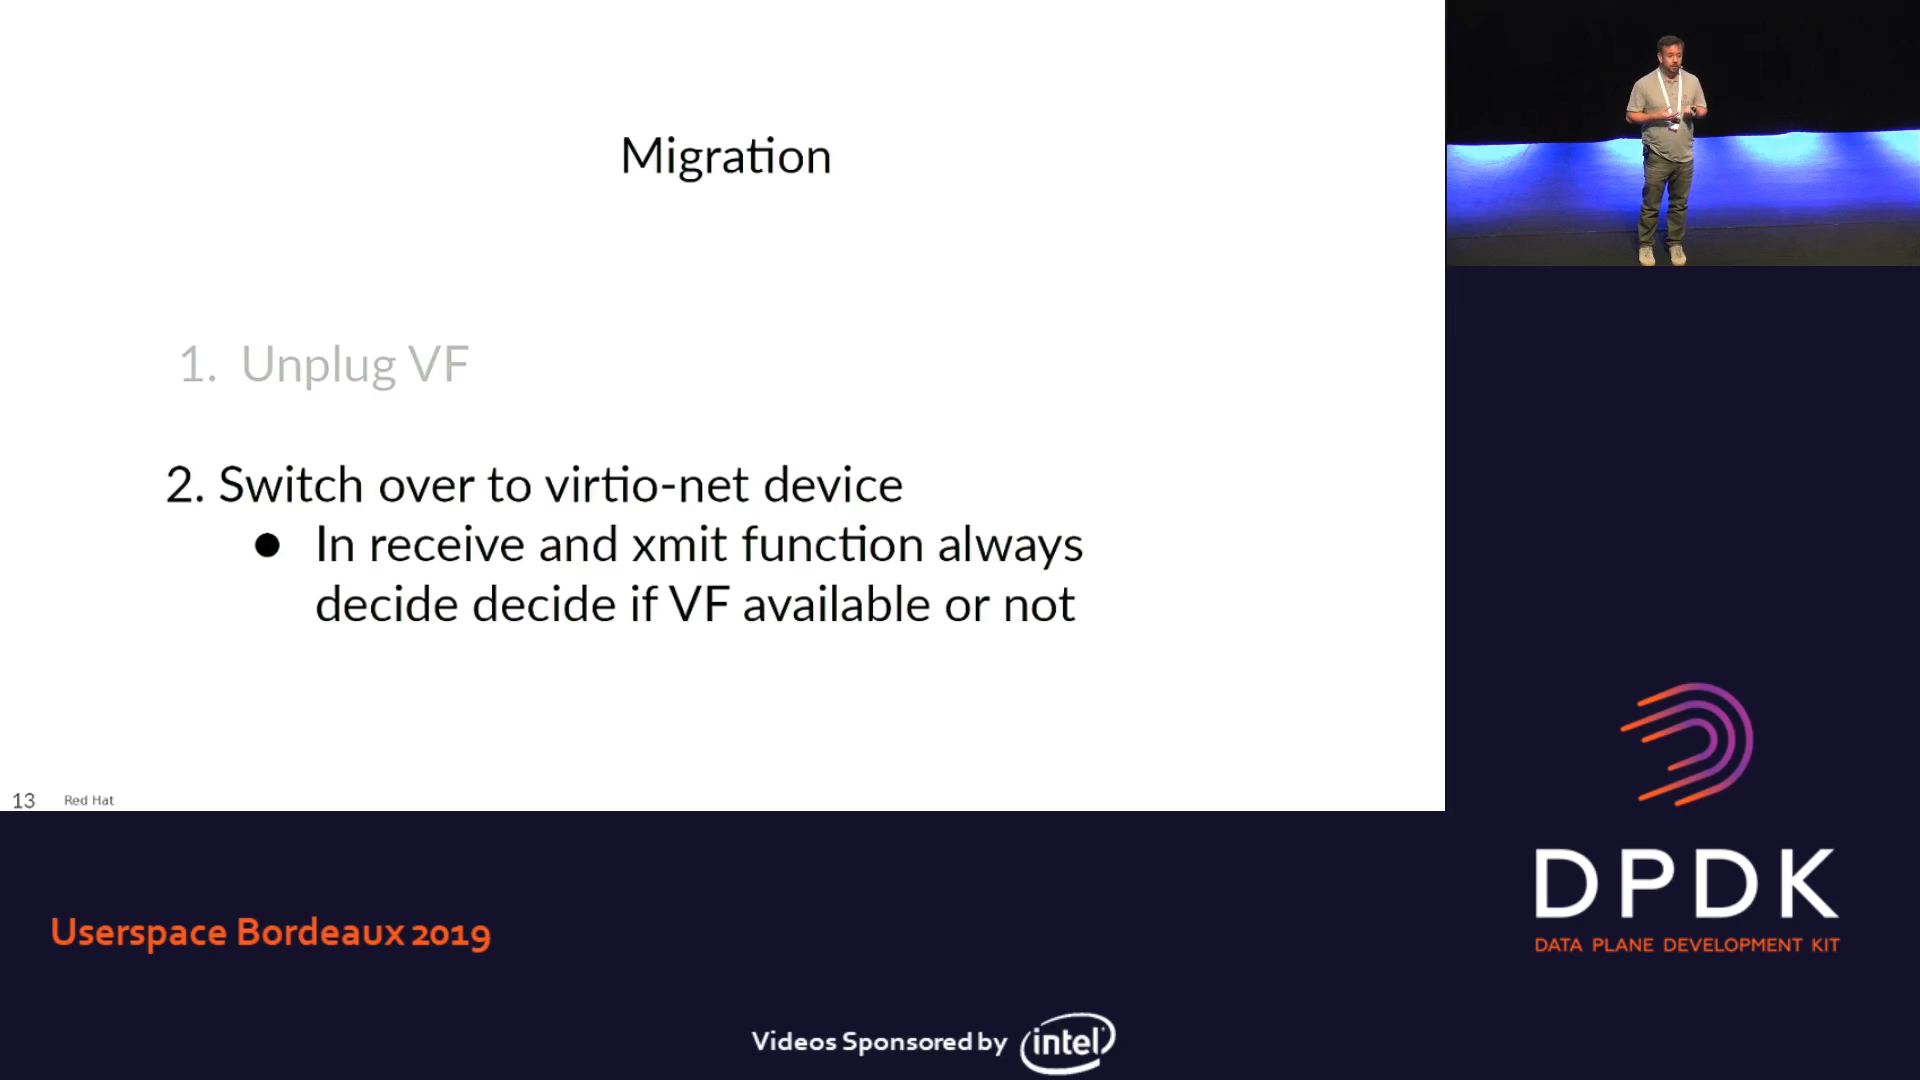 Migration
1. Unplug VF
2. Switch over to virtio-net device
● In receive and xmit function always
decide decide if VF available or not
13 Red Hat
DPDK
DATA PLANE DEVELOPMENT KIT
Userspace Bordeaux 2019
Videos Sponsored by intel